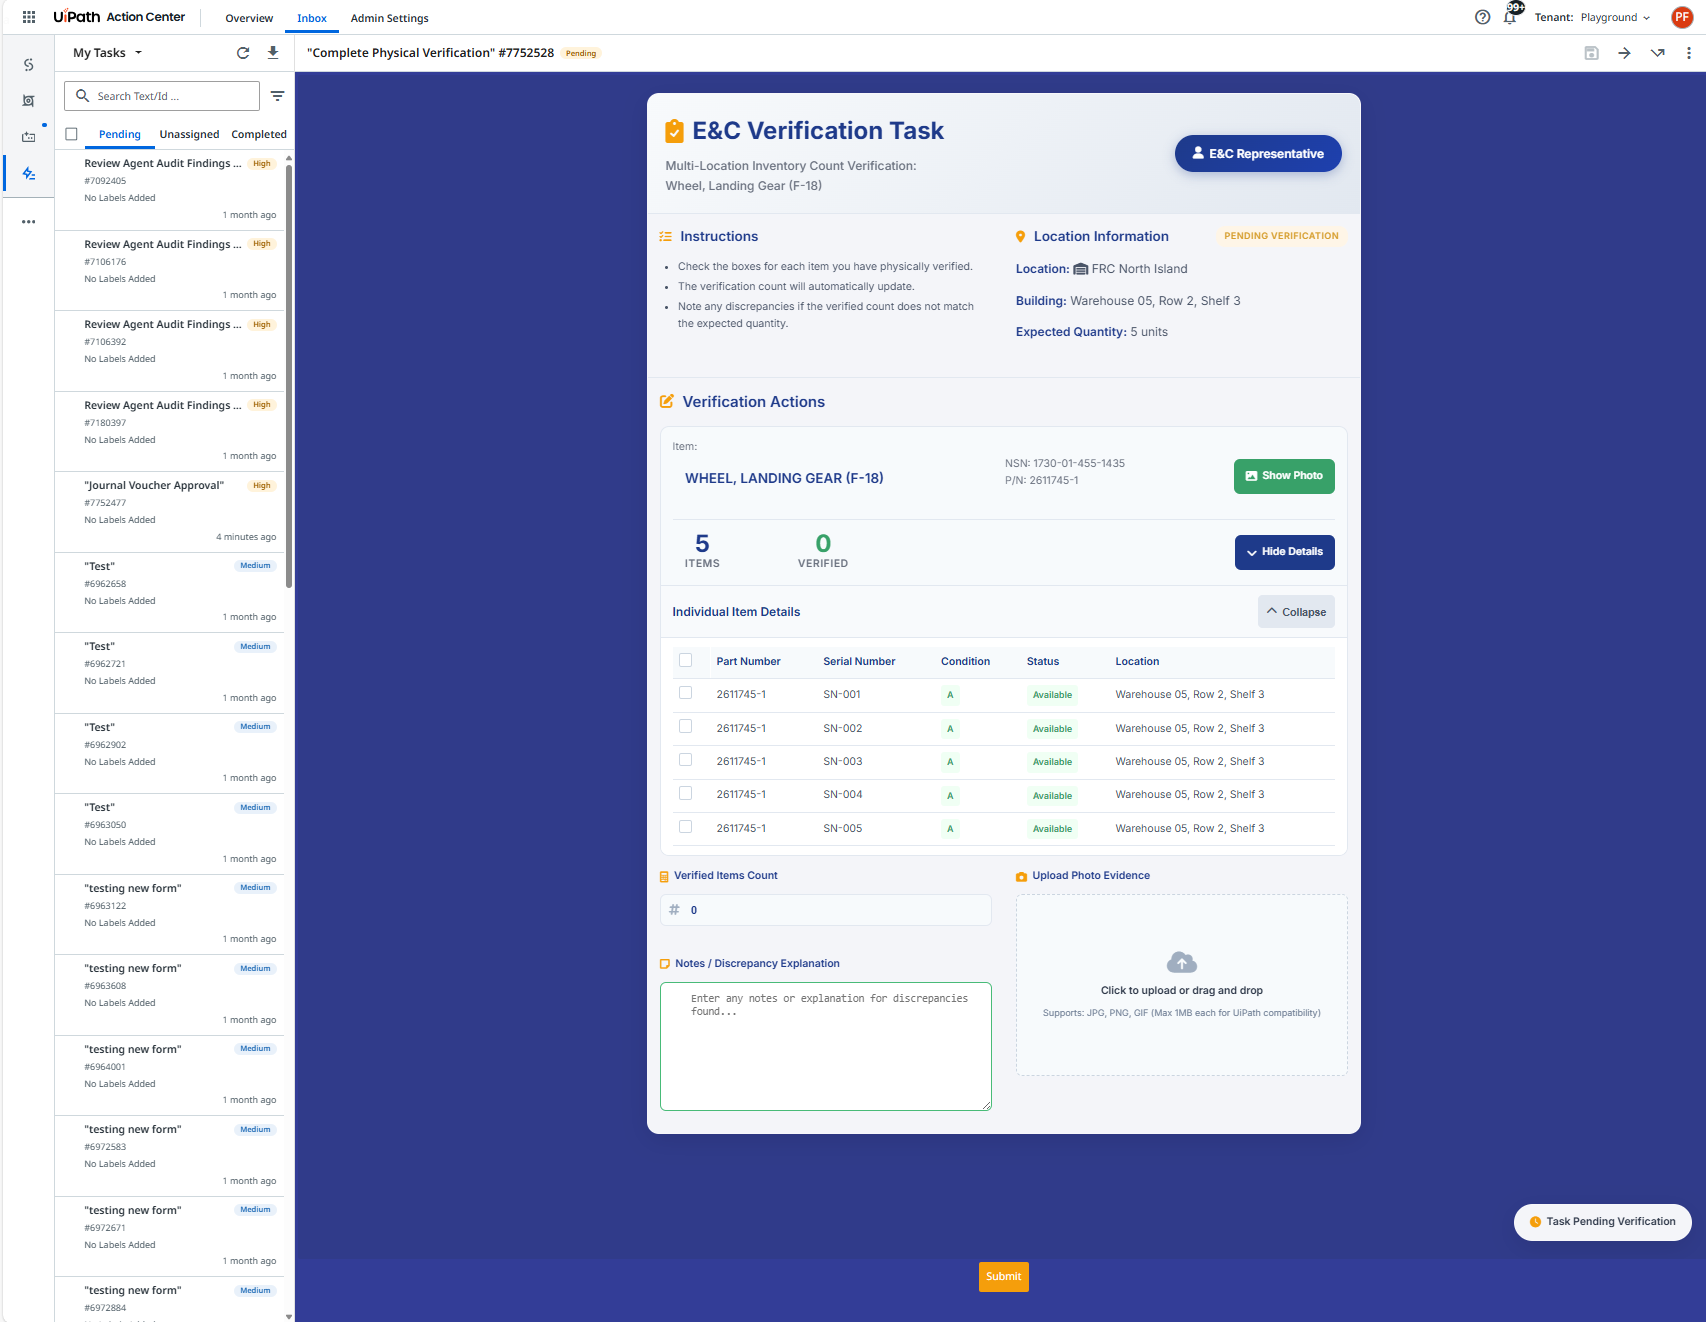 UiPath Action Center
Overview
Inbox
Admin Settings
99+
Tenant: Playground
PF
My Tasks
"Complete Physical Verification" #7752528
Pending
Search Text/Id ...
Pending
Unassigned
Completed
Review Agent Audit Findings ...
High
#7092405
No Labels Added
1 month ago
Review Agent Audit Findings ...
High
#7106176
No Labels Added
1 month ago
Review Agent Audit Findings ...
High
#7106392
No Labels Added
1 month ago
Review Agent Audit Findings ...
High
#7180397
No Labels Added
1 month ago
"Journal Voucher Approval"
High
#7752477
No Labels Added
4 minutes ago
"Test"
Medium
#6962658
No Labels Added
1 month ago
"Test"
Medium
#6962721
No Labels Added
1 month ago
"Test"
Medium
#6962902
No Labels Added
1 month ago
"Test"
Medium
#6963050
No Labels Added
1 month ago
"testing new form"
Medium
#6963122
No Labels Added
1 month ago
"testing new form"
Medium
#6963608
No Labels Added
1 month ago
"testing new form"
Medium
#6964001
No Labels Added
1 month ago
"testing new form"
Medium
#6972583
No Labels Added
1 month ago
"testing new form"
Medium
#6972671
No Labels Added
1 month ago
"testing new form"
Medium
#6972884
E&C Verification Task
Multi-Location Inventory Count Verification:
Wheel, Landing Gear (F-18)
E&C Representative
Instructions
• Check the boxes for each item you have physically verified.
• The verification count will automatically update.
• Note any discrepancies if the verified count does not match
the expected quantity.
Location Information
PENDING VERIFICATION
Location: FRC North Island
Building: Warehouse 05, Row 2, Shelf 3
Expected Quantity: 5 units
Verification Actions
Item:
WHEEL, LANDING GEAR (F-18)
NSN: 1730-01-455-1435
P/N: 2611745-1
Show Photo
5
ITEMS
0
VERIFIED
Hide Details
Individual Item Details
Collapse
Part Number Serial Number Condition Status Location
2611745-1 SN-001 A Available Warehouse 05, Row 2, Shelf 3
2611745-1 SN-002 A Available Warehouse 05, Row 2, Shelf 3
2611745-1 SN-003 A Available Warehouse 05, Row 2, Shelf 3
2611745-1 SN-004 A Available Warehouse 05, Row 2, Shelf 3
2611745-1 SN-005 A Available Warehouse 05, Row 2, Shelf 3
Verified Items Count
# 0
Notes / Discrepancy Explanation
Enter any notes or explanation for discrepancies
found...
Upload Photo Evidence
Click to upload or drag and drop
Supports: JPG, PNG, GIF (Max 1MB each for UiPath compatibility)
Task Pending Verification
Submit